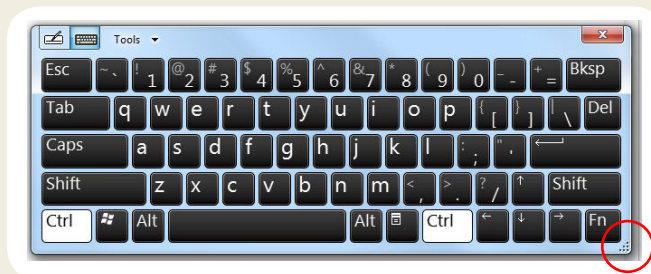 Tools
Esc ~ ` ! 1 @ 2 # 3 $ 4 % 5 ^ 6 & 7 * 8 ( 9 ) 0 _ - + = Bksp
Tab q w e r t y u i o p { [ } ] | \ Del
Caps a s d f g h j k l : ; " '
Shift z x c v b n m < , > . ? / ↑ Shift
Ctrl Alt Alt Ctrl ← ↓ → Fn